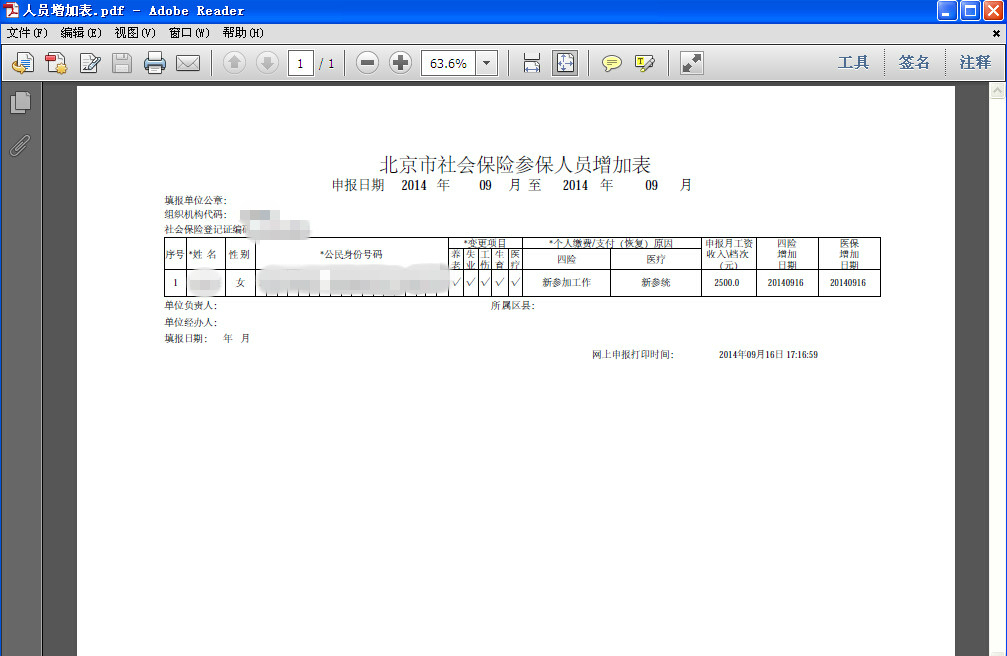 人员增加表.pdf - Adobe Reader
文件(F) 编辑(E) 视图(V) 窗口(W) 帮助(H)
1 / 1 63.6% 工具 签名 注释
北京市社会保险参保人员增加表
申报日期 2014 年 09 月 至 2014 年 09 月
填报单位公章:
组织机构代码:
社会保险登记证编
序号 *姓 名 性 别 *公民身份号码 *变更项目 *个人缴费/支付（恢复）原因 申报月工资收入\档次（元） 四险增加日期 医保增加日期
养老 失业 工伤 生育 医疗 四险 医疗
1 女 ✓ ✓ ✓ ✓ ✓ 新参加工作 新参统 2500.0 20140916 20140916
单位负责人: 所属区县:
单位经办人:
填报日期: 年 月
网上申报打印时间: 2014年09月16日 17:16:59